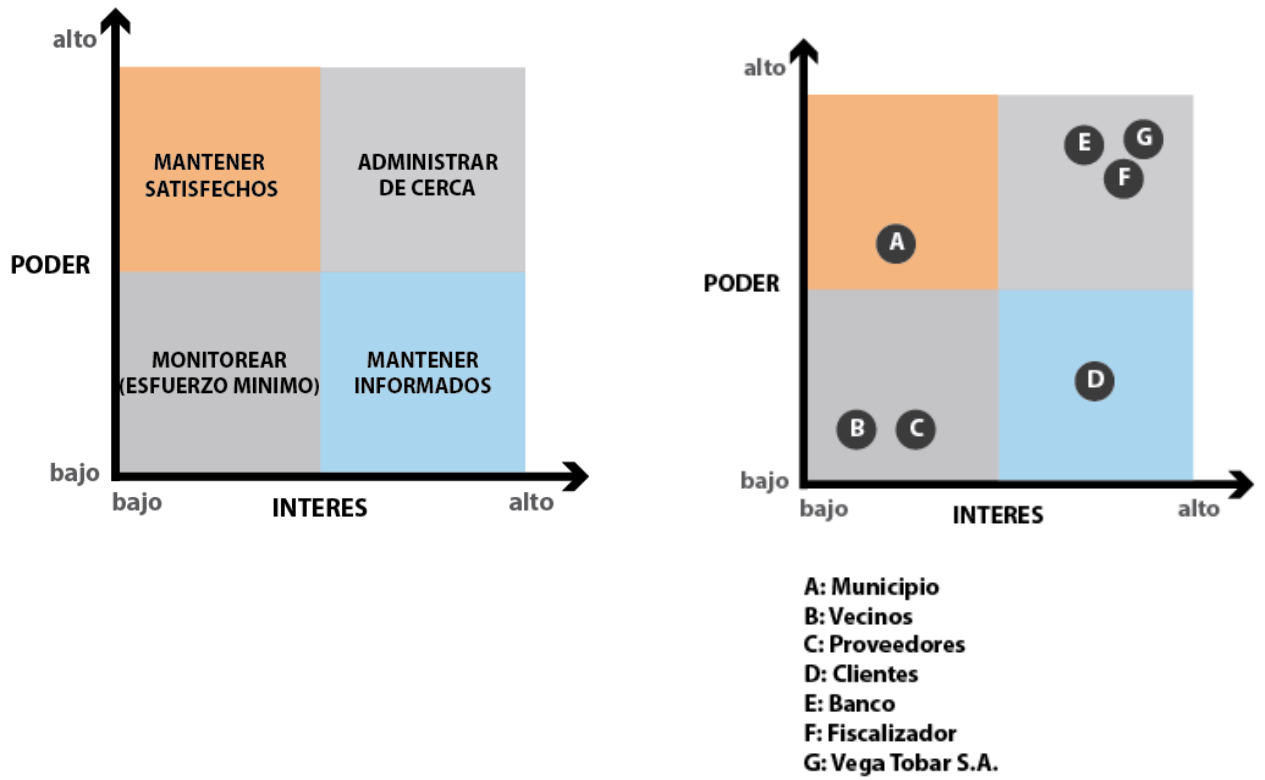 alto
MANTENER
SATISFECHOS
ADMINISTRAR
DE CERCA
PODER
MONITOREAR
(ESFUERZO MINIMO)
MANTENER
INFORMADOS
bajo
bajo
INTERES
alto
alto
E
G
F
A
PODER
D
B
C
bajo
bajo
INTERES
alto
A: Municipio
B: Vecinos
C: Proveedores
D: Clientes
E: Banco
F: Fiscalizador
G: Vega Tobar S.A.